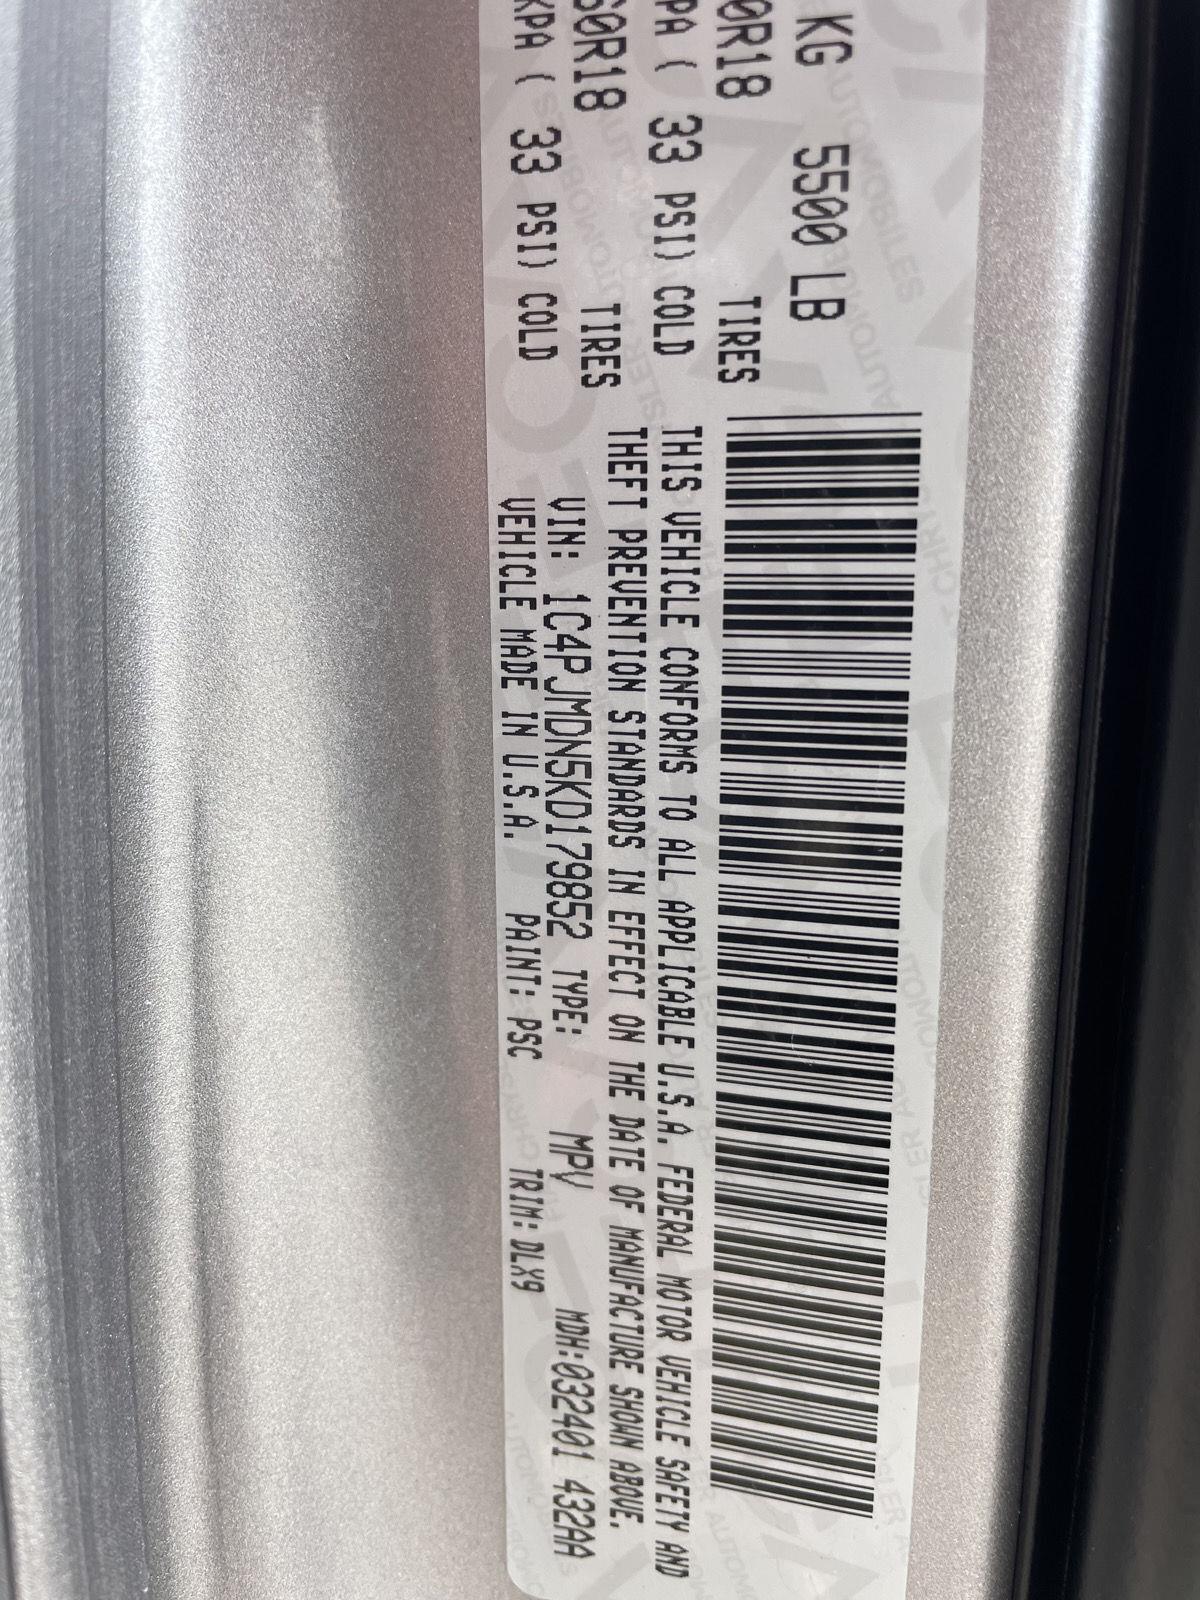 KG 5500 LB
0R18 TIRES
PA ( 33 PSI) COLD
60R18 TIRES
KPA ( 33 PSI) COLD
THIS VEHICLE CONFORMS TO ALL APPLICABLE U.S.A. FEDERAL MOTOR VEHICLE SAFETY AND
THEFT PREVENTION STANDARDS IN EFFECT ON THE DATE OF MANUFACTURE SHOWN ABOVE.
VIN: 1C4PJMDN5KD179852 TYPE: MPV MDH:032401 432AA
VEHICLE MADE IN U.S.A. PAINT: PSC TRIM: DLX9